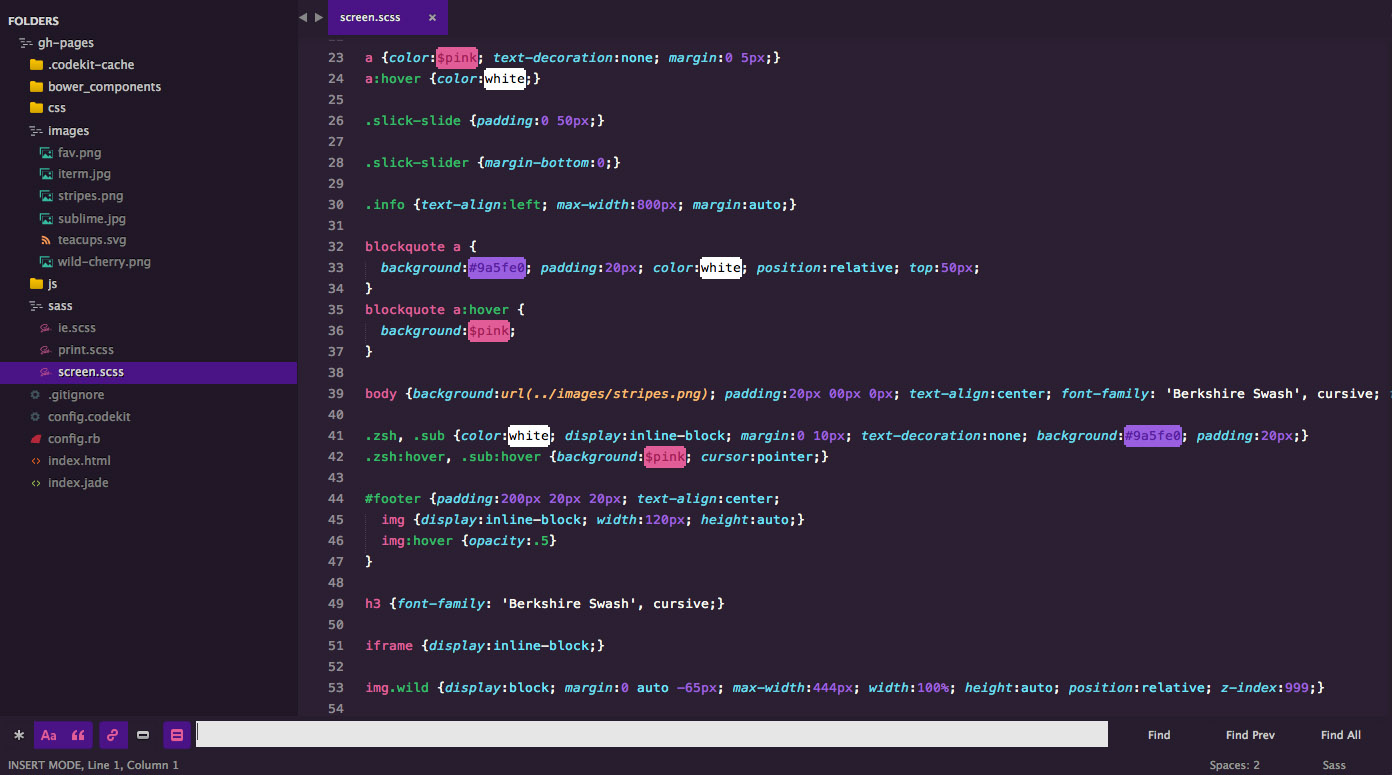 FOLDERS
gh-pages
.codekit-cache
bower_components
css
images
fav.png
iterm.jpg
stripes.png
sublime.jpg
teacups.svg
wild-cherry.png
js
sass
ie.scss
print.scss
screen.scss
.gitignore
config.codekit
config.rb
index.html
index.jade
screen.scss ×
23 a {color:$pink; text-decoration:none; margin:0 5px;}
24 a:hover {color:white;}
25
26 .slick-slide {padding:0 50px;}
27
28 .slick-slider {margin-bottom:0;}
29
30 .info {text-align:left; max-width:800px; margin:auto;}
31
32 blockquote a {
33 background:#9a5fe0; padding:20px; color:white; position:relative; top:50px;
34 }
35 blockquote a:hover {
36 background:$pink;
37 }
38
39 body {background:url(../images/stripes.png); padding:20px 00px 0px; text-align:center; font-family: 'Berkshire Swash', cursive;
40
41 .zsh, .sub {color:white; display:inline-block; margin:0 10px; text-decoration:none; background:#9a5fe0; padding:20px;}
42 .zsh:hover, .sub:hover {background:$pink; cursor:pointer;}
43
44 #footer {padding:200px 20px 20px; text-align:center;
45 img {display:inline-block; width:120px; height:auto;}
46 img:hover {opacity:.5}
47 }
48
49 h3 {font-family: 'Berkshire Swash', cursive;}
50
51 iframe {display:inline-block;}
52
53 img.wild {display:block; margin:0 auto -65px; max-width:444px; width:100%; height:auto; position:relative; z-index:999;}
54
Aa
Find Find Prev Find All
INSERT MODE, Line 1, Column 1 Spaces: 2 Sass